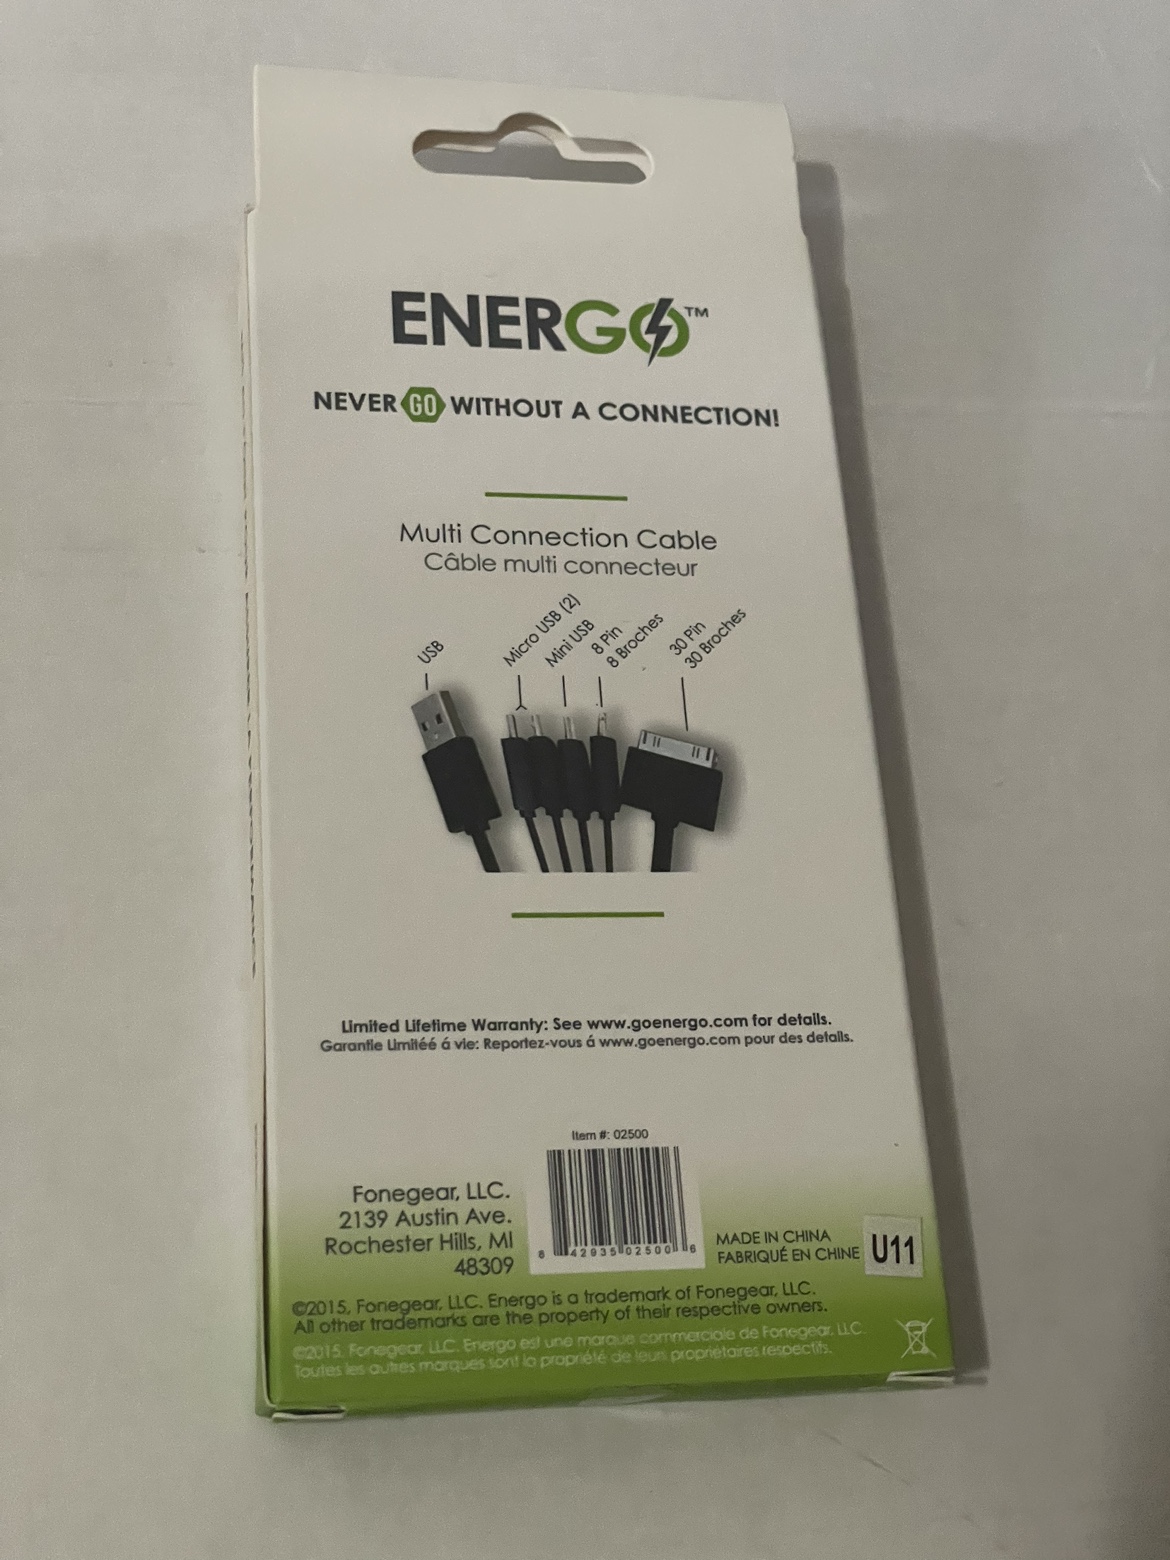 ENERGO™
NEVER GO WITHOUT A CONNECTION!
Multi Connection Cable
Câble multi connecteur
USB
Micro USB (2)
Mini USB
8 Pin
8 Broches
30 Pin
30 Broches
Limited Lifetime Warranty: See www.goenergo.com for details.
Garantie Limitéé á vie: Reportez-vous á www.goenergo.com pour des details.
Item #: 02500
8 42935 02500 6
Fonegear, LLC.
2139 Austin Ave.
Rochester Hills, MI
48309
MADE IN CHINA
FABRIQUÉ EN CHINE
U11
©2015, Fonegear, LLC. Energo is a trademark of Fonegear, LLC.
All other trademarks are the property of their respective owners.
©2015, Fonegear, LLC. Energo est une marque commerciale de Fonegear, LLC.
Toutes les autres marques sont la propriété de leurs propriétaires respectifs.